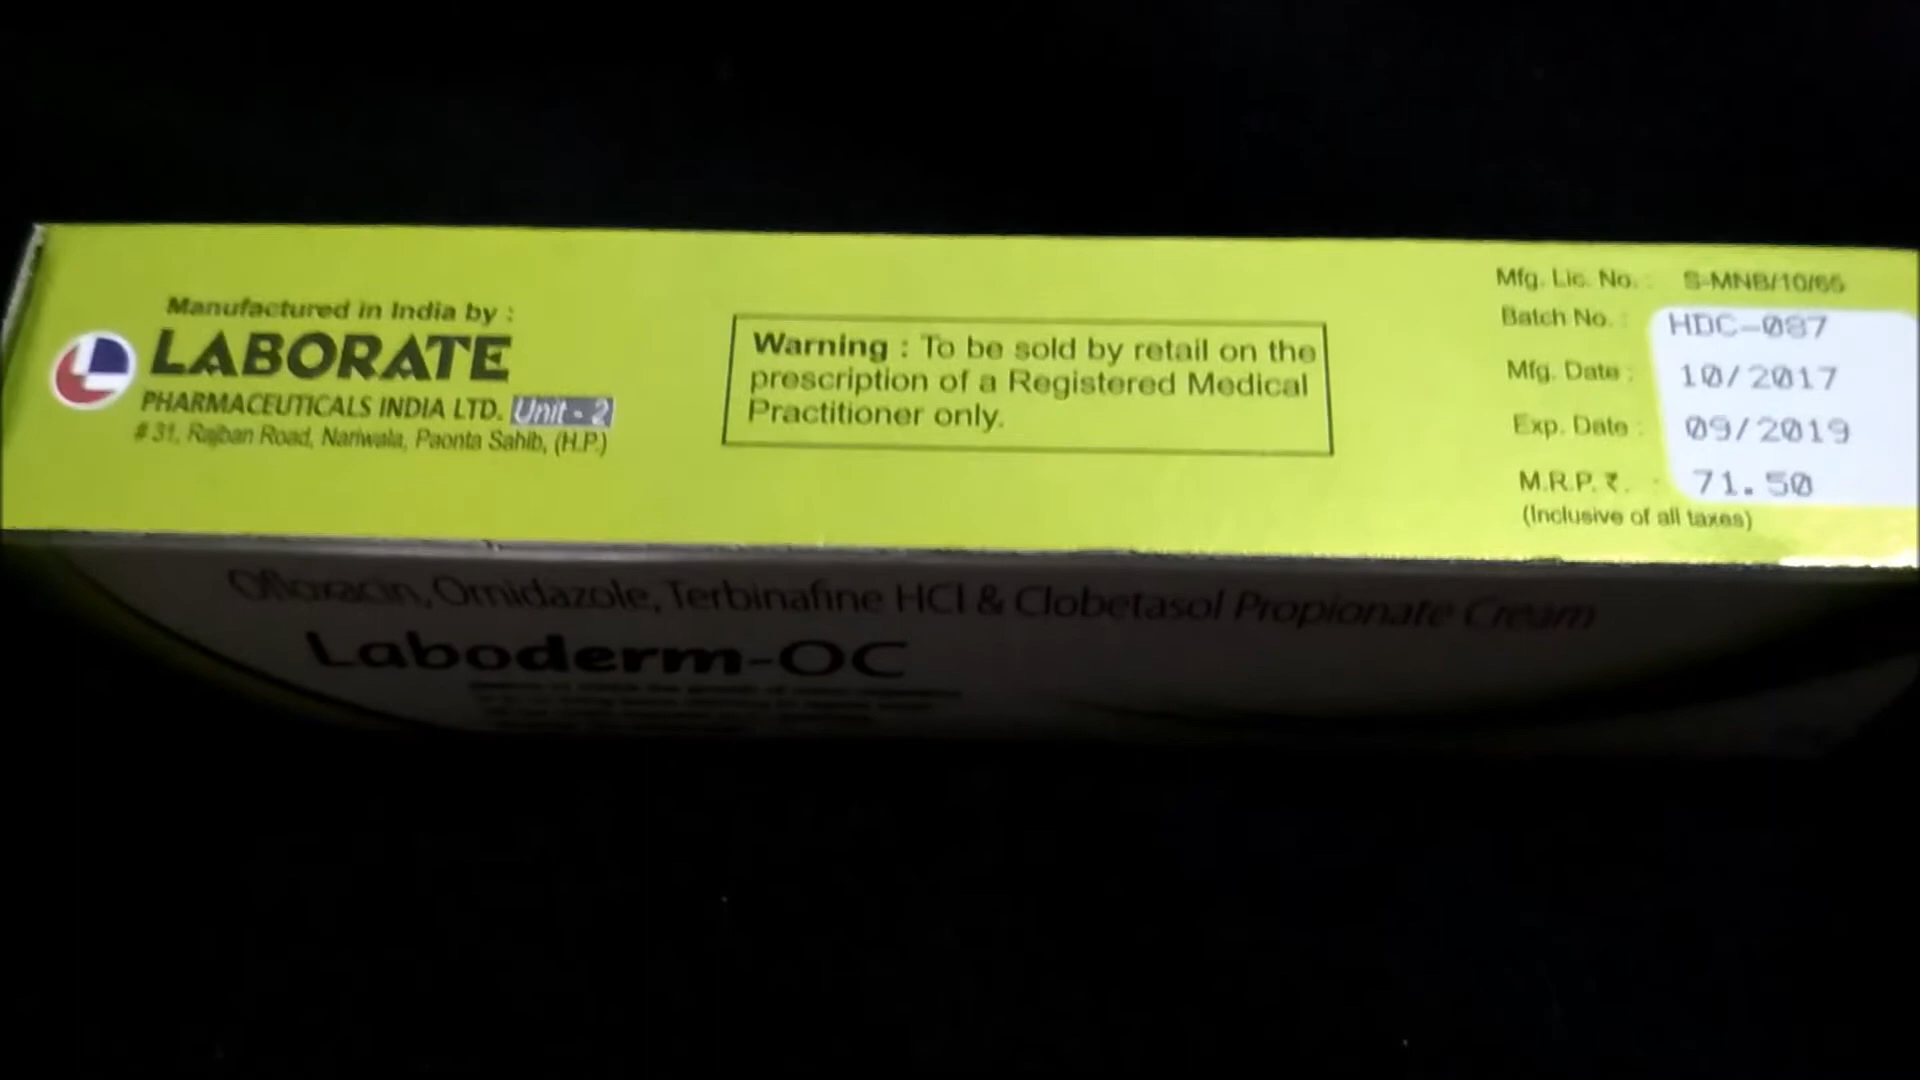 Manufactured in India by :
LABORATE
PHARMACEUTICALS INDIA LTD. Unit - 2
# 31, Rajban Road, Nariwala, Paonta Sahib, (H.P.)
Warning : To be sold by retail on the
prescription of a Registered Medical
Practitioner only.
Mfg. Lic. No. : S-MNB/10/65
Batch No. : HDC-087
Mfg. Date : 10/2017
Exp. Date : 09/2019
M.R.P. ₹. : 71.50
(Inclusive of all taxes)
Ofloxacin, Ornidazole, Terbinafine HCl & Clobetasol Propionate Cream
Laboderm-OC